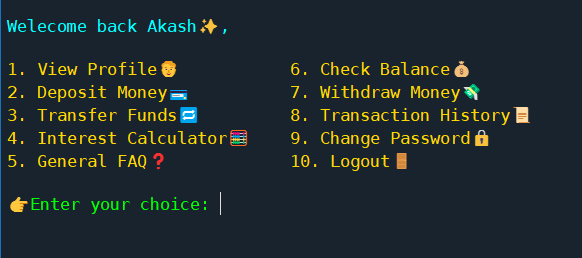 Welecome back Akash✨,
1. View Profile👨 6. Check Balance💰
2. Deposit Money💳 7. Withdraw Money💸
3. Transfer Funds🔁 8. Transaction History📜
4. Interest Calculator🧮 9. Change Password🔒
5. General FAQ❓ 10. Logout🚪
👉Enter your choice: